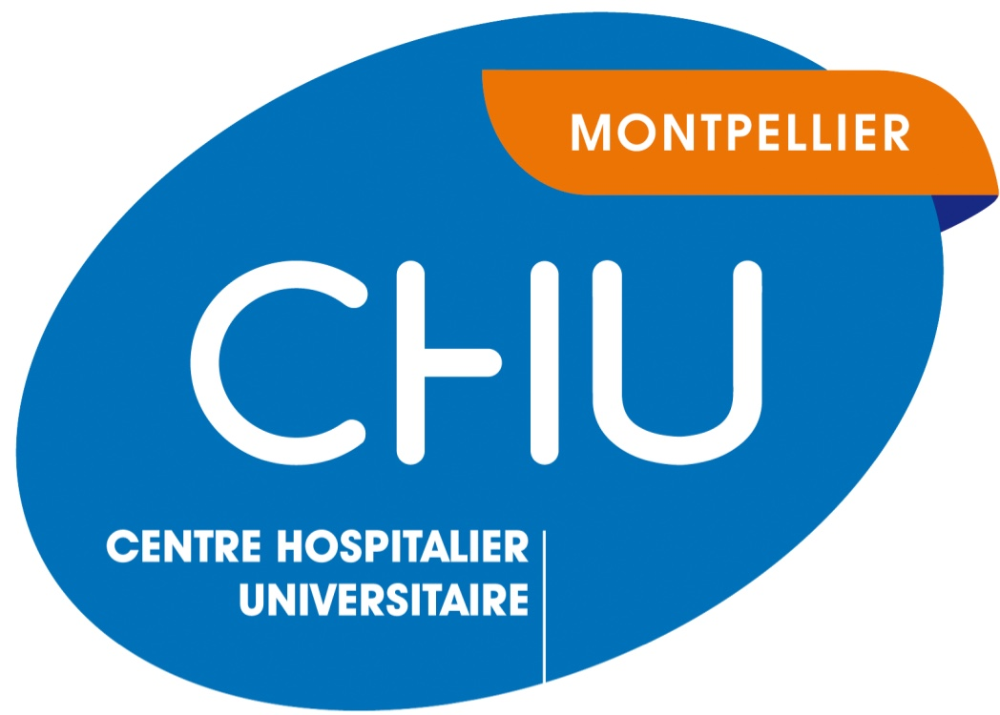 MONTPELLIER
CHU
CENTRE HOSPITALIER
UNIVERSITAIRE